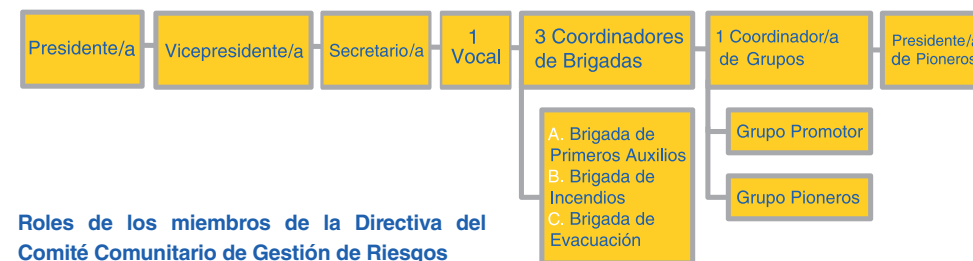 Presidente/a
Vicepresidente/a
Secretario/a
1
Vocal
3 Coordinadores
de Brigadas
1 Coordinador/a
de Grupos
Presidente/a
de Pioneros
A. Brigada de
Primeros Auxilios
B. Brigada de
Incendios
C. Brigada de
Evacuación
Grupo Promotor
Grupo Pioneros
Roles de los miembros de la Directiva del
Comité Comunitario de Gestión de Riesgos